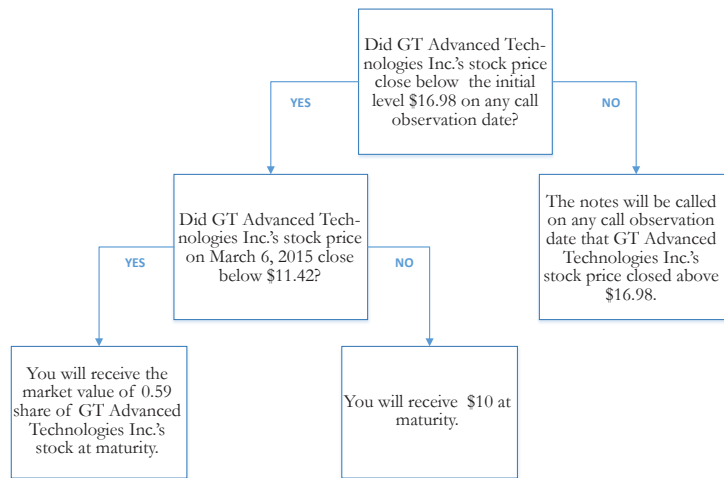 Did GT Advanced Tech-
nologies Inc.'s stock price
close below the initial
level $16.98 on any call
observation date?
YES
NO
Did GT Advanced Tech-
nologies Inc.'s stock price
on March 6, 2015 close
below $11.42?
The notes will be called
on any call observation
date that GT Advanced
Technologies Inc.'s
stock price closed above
$16.98.
YES
NO
You will receive the
market value of 0.59
share of GT Advanced
Technologies Inc.'s
stock at maturity.
You will receive $10 at
maturity.